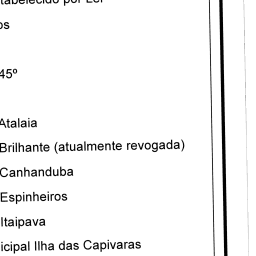 tabelecido por Lei
os
45º
Atalaia
Brilhante (atualmente revogada)
Canhanduba
Espinheiros
Itaipava
icipal Ilha das Capivaras